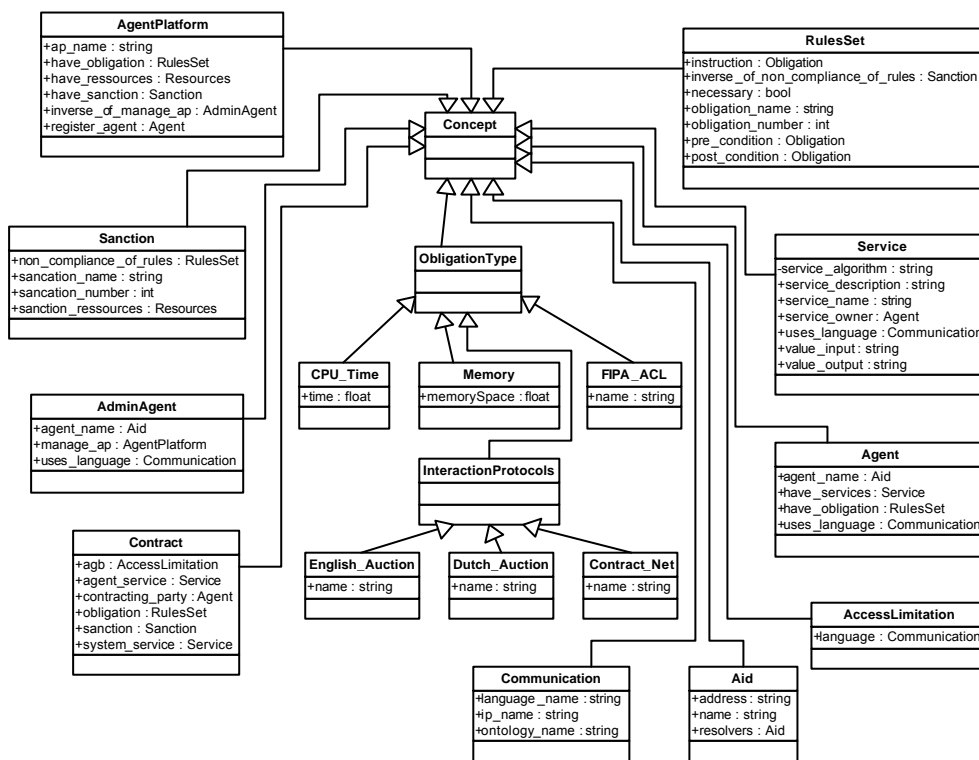 AgentPlatform
+ap_name : string
+have_obligation : RulesSet
+have_ressources : Resources
+have_sanction : Sanction
+inverse_of_manage_ap : AdminAgent
+register_agent : Agent
RulesSet
+instruction : Obligation
+inverse_of_non_compliance_of_rules : Sanction
+necessary : bool
+obligation_name : string
+obligation_number : int
+pre_condition : Obligation
+post_condition : Obligation
Concept
Sanction
+non_compliance_of_rules : RulesSet
+sancation_name : string
+sancation_number : int
+sanction_ressources : Resources
ObligationType
Service
-service_algorithm : string
+service_description : string
+service_name : string
+service_owner : Agent
+uses_language : Communication
+value_input : string
+value_output : string
CPU_Time
+time : float
Memory
+memorySpace : float
FIPA_ACL
+name : string
AdminAgent
+agent_name : Aid
+manage_ap : AgentPlatform
+uses_language : Communication
InteractionProtocols
Agent
+agent_name : Aid
+have_services : Service
+have_obligation : RulesSet
+uses_language : Communication
Contract
+agb : AccessLimitation
+agent_service : Service
+contracting_party : Agent
+obligation : RulesSet
+sanction : Sanction
+system_service : Service
English_Auction
+name : string
Dutch_Auction
+name : string
Contract_Net
+name : string
AccessLimitation
+language : Communication
Communication
+language_name : string
+ip_name : string
+ontology_name : string
Aid
+address : string
+name : string
+resolvers : Aid